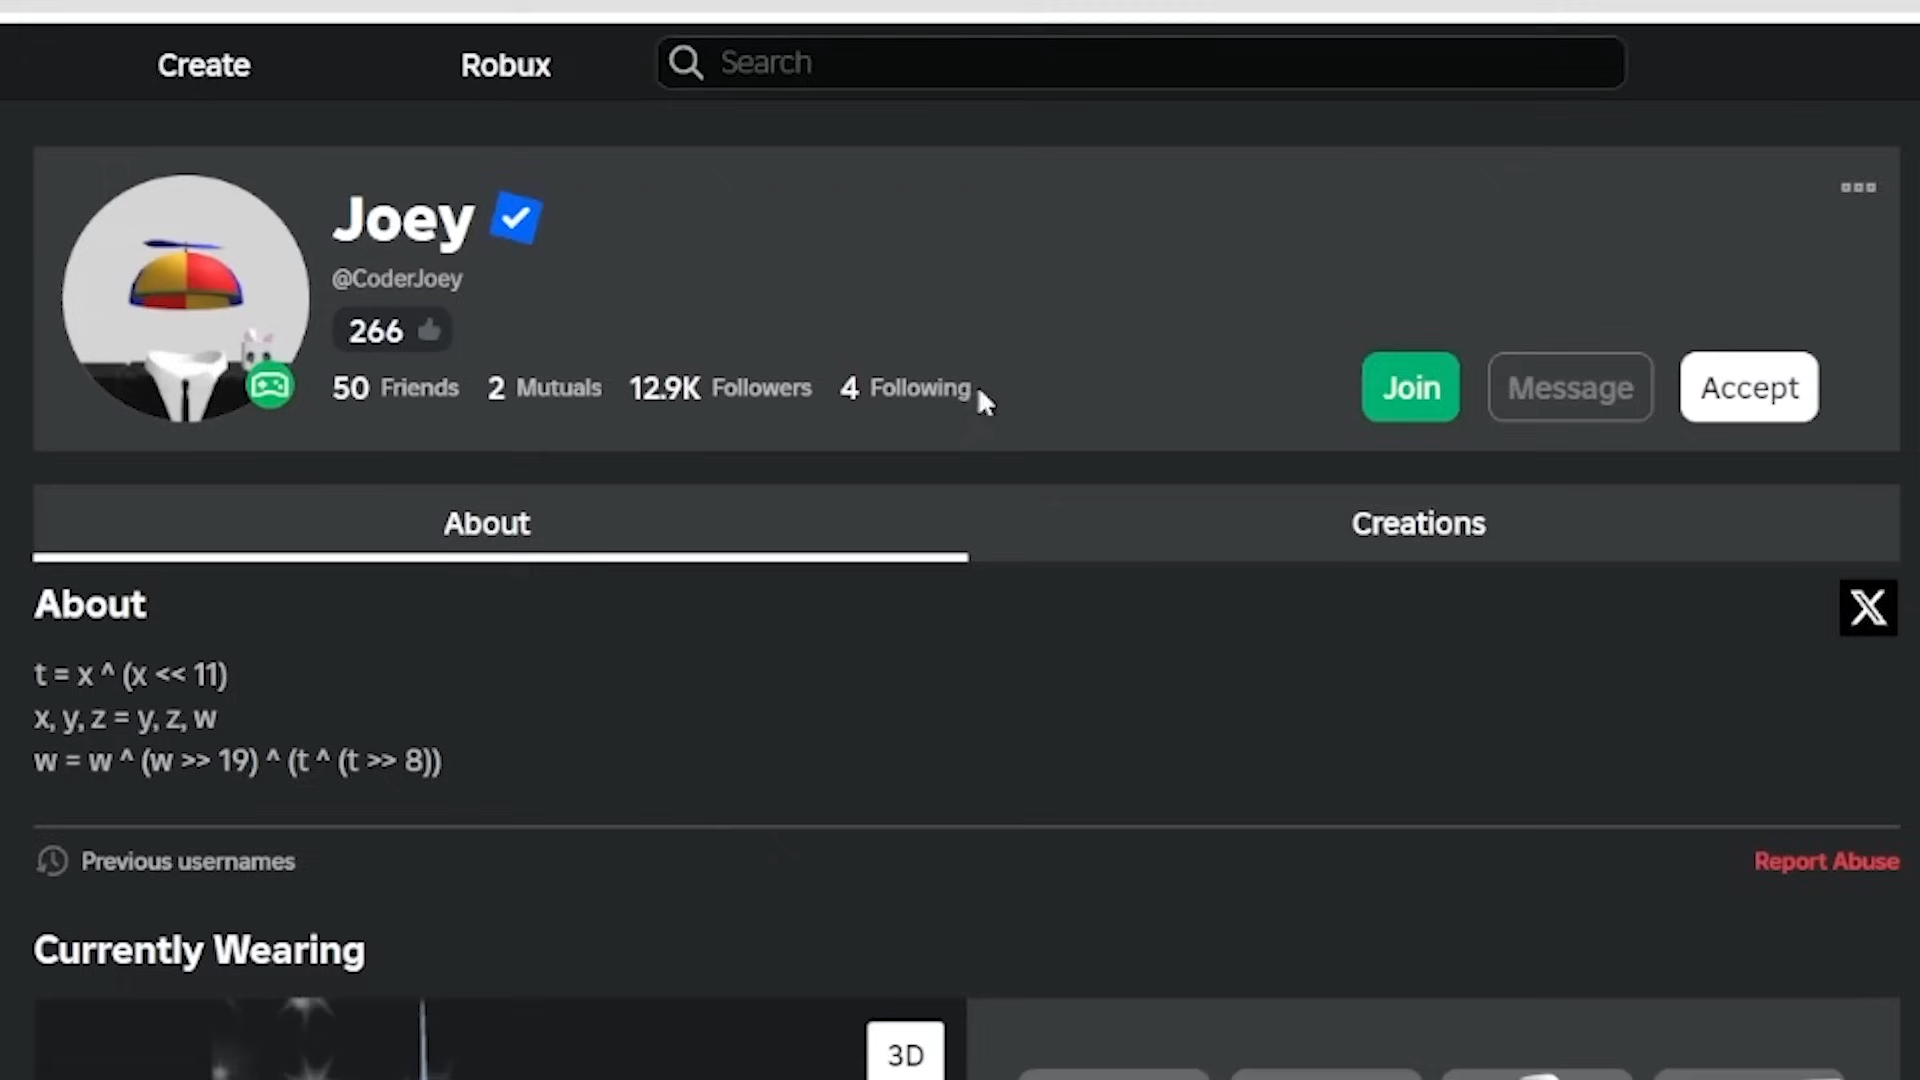 Create Robux Search
Joey
@CoderJoey
266
50 Friends 2 Mutuals 12.9K Followers 4 Following
Join Message Accept
About Creations
About
X
t = x ^ (x << 11)
x, y, z = y, z, w
w = w ^ (w >> 19) ^ (t ^ (t >> 8))
Previous usernames Report Abuse
Currently Wearing
3D